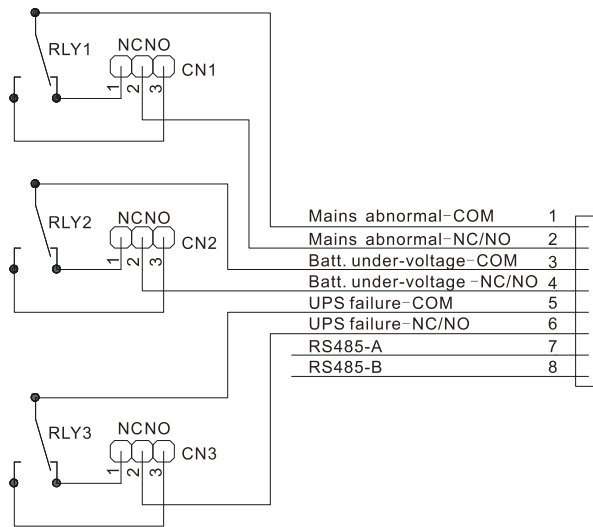 RLY1
NCNO
CN1
1 2 3
RLY2
NCNO
CN2
1 2 3
Mains abnormal-COM 1
Mains abnormal-NC/NO 2
Batt. under-voltage-COM 3
Batt. under-voltage -NC/NO 4
UPS failure-COM 5
UPS failure-NC/NO 6
RS485-A 7
RS485-B 8
RLY3
NCNO
CN3
1 2 3